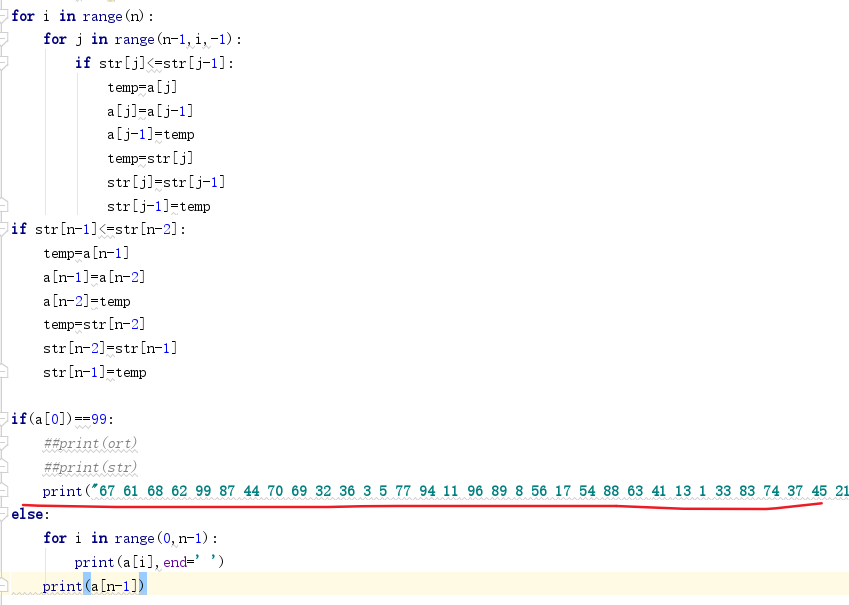 for i in range(n):
    for j in range(n-1,i,-1):
        if str[j]<=str[j-1]:
            temp=a[j]
            a[j]=a[j-1]
            a[j-1]=temp
            temp=str[j]
            str[j]=str[j-1]
            str[j-1]=temp
if str[n-1]<=str[n-2]:
    temp=a[n-1]
    a[n-1]=a[n-2]
    a[n-2]=temp
    temp=str[n-2]
    str[n-2]=str[n-1]
    str[n-1]=temp
if(a[0])==99:
    ##print(ort)
    ##print(str)
    print("67 61 68 62 99 87 44 70 69 32 36 3 5 77 94 11 96 89 8 56 17 54 88 63 41 13 1 33 83 74 37 45 21
else:
    for i in range(0,n-1):
        print(a[i],end=' ')
    print(a[n-1])